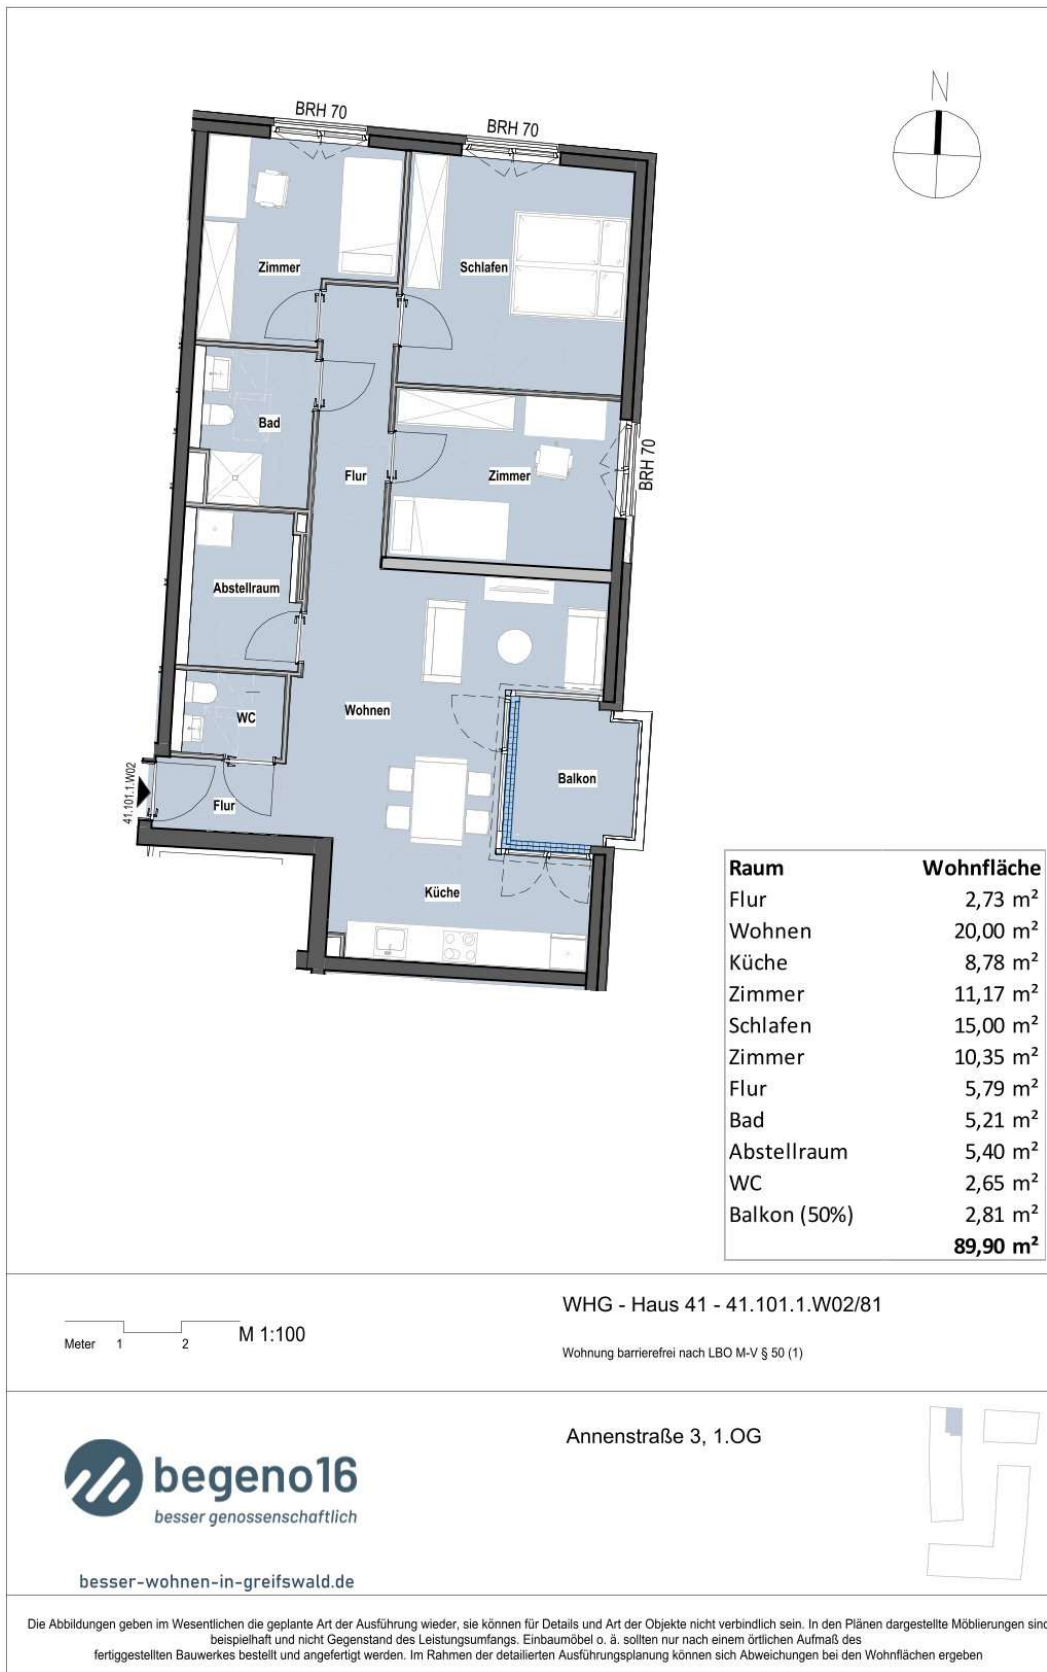 N
BRH 70
BRH 70
Zimmer
Schlafen
Bad
Flur
Zimmer
BRH 70
Abstellraum
Wohnen
WC
Balkon
41.101.1.W02
Flur
Küche
Raum Wohnfläche
Flur 2,73 m²
Wohnen 20,00 m²
Küche 8,78 m²
Zimmer 11,17 m²
Schlafen 15,00 m²
Zimmer 10,35 m²
Flur 5,79 m²
Bad 5,21 m²
Abstellraum 5,40 m²
WC 2,65 m²
Balkon (50%) 2,81 m²
89,90 m²
Meter 1 2 M 1:100
WHG - Haus 41 - 41.101.1.W02/81
Wohnung barrierefrei nach LBO M-V § 50 (1)
Annenstraße 3, 1.OG
begeno16
besser genossenschaftlich
besser-wohnen-in-greifswald.de
Die Abbildungen geben im Wesentlichen die geplante Art der Ausführung wieder, sie können für Details und Art der Objekte nicht verbindlich sein. In den Plänen dargestellte Möblierungen sind
beispielhaft und nicht Gegenstand des Leistungsumfangs. Einbaumöbel o. ä. sollten nur nach einem örtlichen Aufmaß des
fertiggestellten Bauwerkes bestellt und angefertigt werden. Im Rahmen der detailierten Ausführungsplanung können sich Abweichungen bei den Wohnflächen ergeben